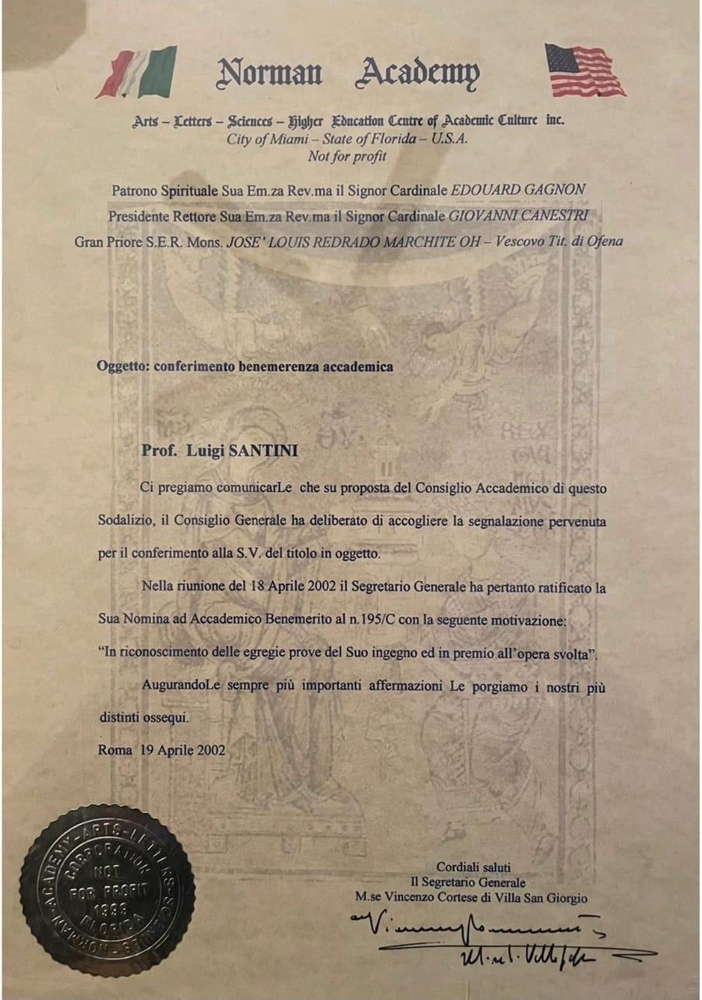 Norman Academy
Arts – Letters – Sciences – Higher Education Centre of Academic Culture inc.
City of Miami – State of Florida – U.S.A.
Not for profit
Patrono Spirituale Sua Em.za Rev.ma il Signor Cardinale EDOUARD GAGNON
Presidente Rettore Sua Em.za Rev.ma il Signor Cardinale GIOVANNI CANESTRI
Gran Priore S.E.R. Mons. JOSE' LOUIS REDRADO MARCHITE OH – Vescovo Tit. di Ofena
Oggetto: conferimento benemerenza accademica
Prof. Luigi SANTINI
Ci pregiamo comunicarLe che su proposta del Consiglio Accademico di questo
Sodalizio, il Consiglio Generale ha deliberato di accogliere la segnalazione pervenuta
per il conferimento alla S.V. del titolo in oggetto.
Nella riunione del 18 Aprile 2002 il Segretario Generale ha pertanto ratificato la
Sua Nomina ad Accademico Benemerito al n.195/C con la seguente motivazione:
“In riconoscimento delle egregie prove del Suo ingegno ed in premio all’opera svolta”.
AugurandoLe sempre più importanti affermazioni Le porgiamo i nostri più
distinti ossequi.
Roma 19 Aprile 2002
NORMAN-ACADEMY-ARTS-LETTERS-SCIENCES-
CORPORATION
NOT
FOR PROFIT
1999
FLORIDA
Cordiali saluti
Il Segretario Generale
M.se Vincenzo Cortese di Villa San Giorgio